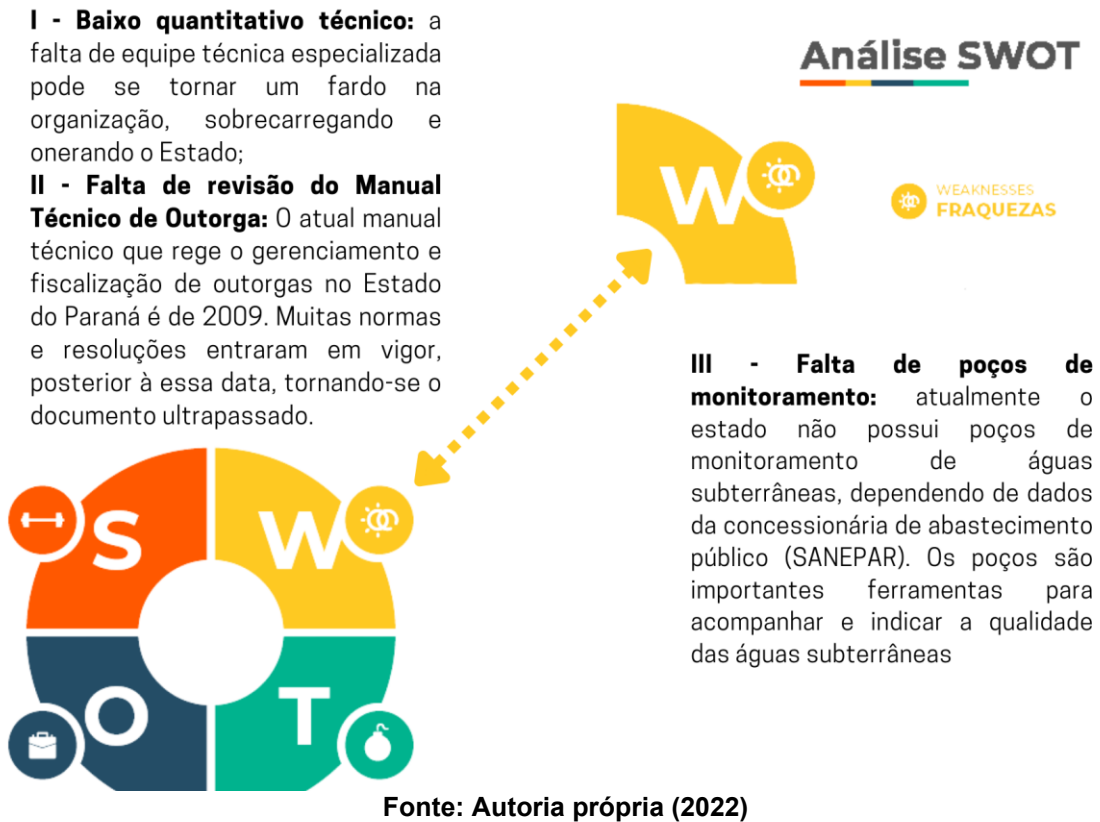 I - Baixo quantitativo técnico: a
falta de equipe técnica especializada
pode se tornar um fardo na
organização, sobrecarregando e
onerando o Estado;
II - Falta de revisão do Manual
Técnico de Outorga: O atual manual
técnico que rege o gerenciamento e
fiscalização de outorgas no Estado
do Paraná é de 2009. Muitas normas
e resoluções entraram em vigor,
posterior à essa data, tornando-se o
documento ultrapassado.
Análise SWOT
W
WEAKNESSES
FRAQUEZAS
III - Falta de poços de
monitoramento: atualmente o
estado não possui poços de
monitoramento de águas
subterrâneas, dependendo de dados
da concessionária de abastecimento
público (SANEPAR). Os poços são
importantes ferramentas para
acompanhar e indicar a qualidade
das águas subterrâneas
S W
O T
Fonte: Autoria própria (2022)